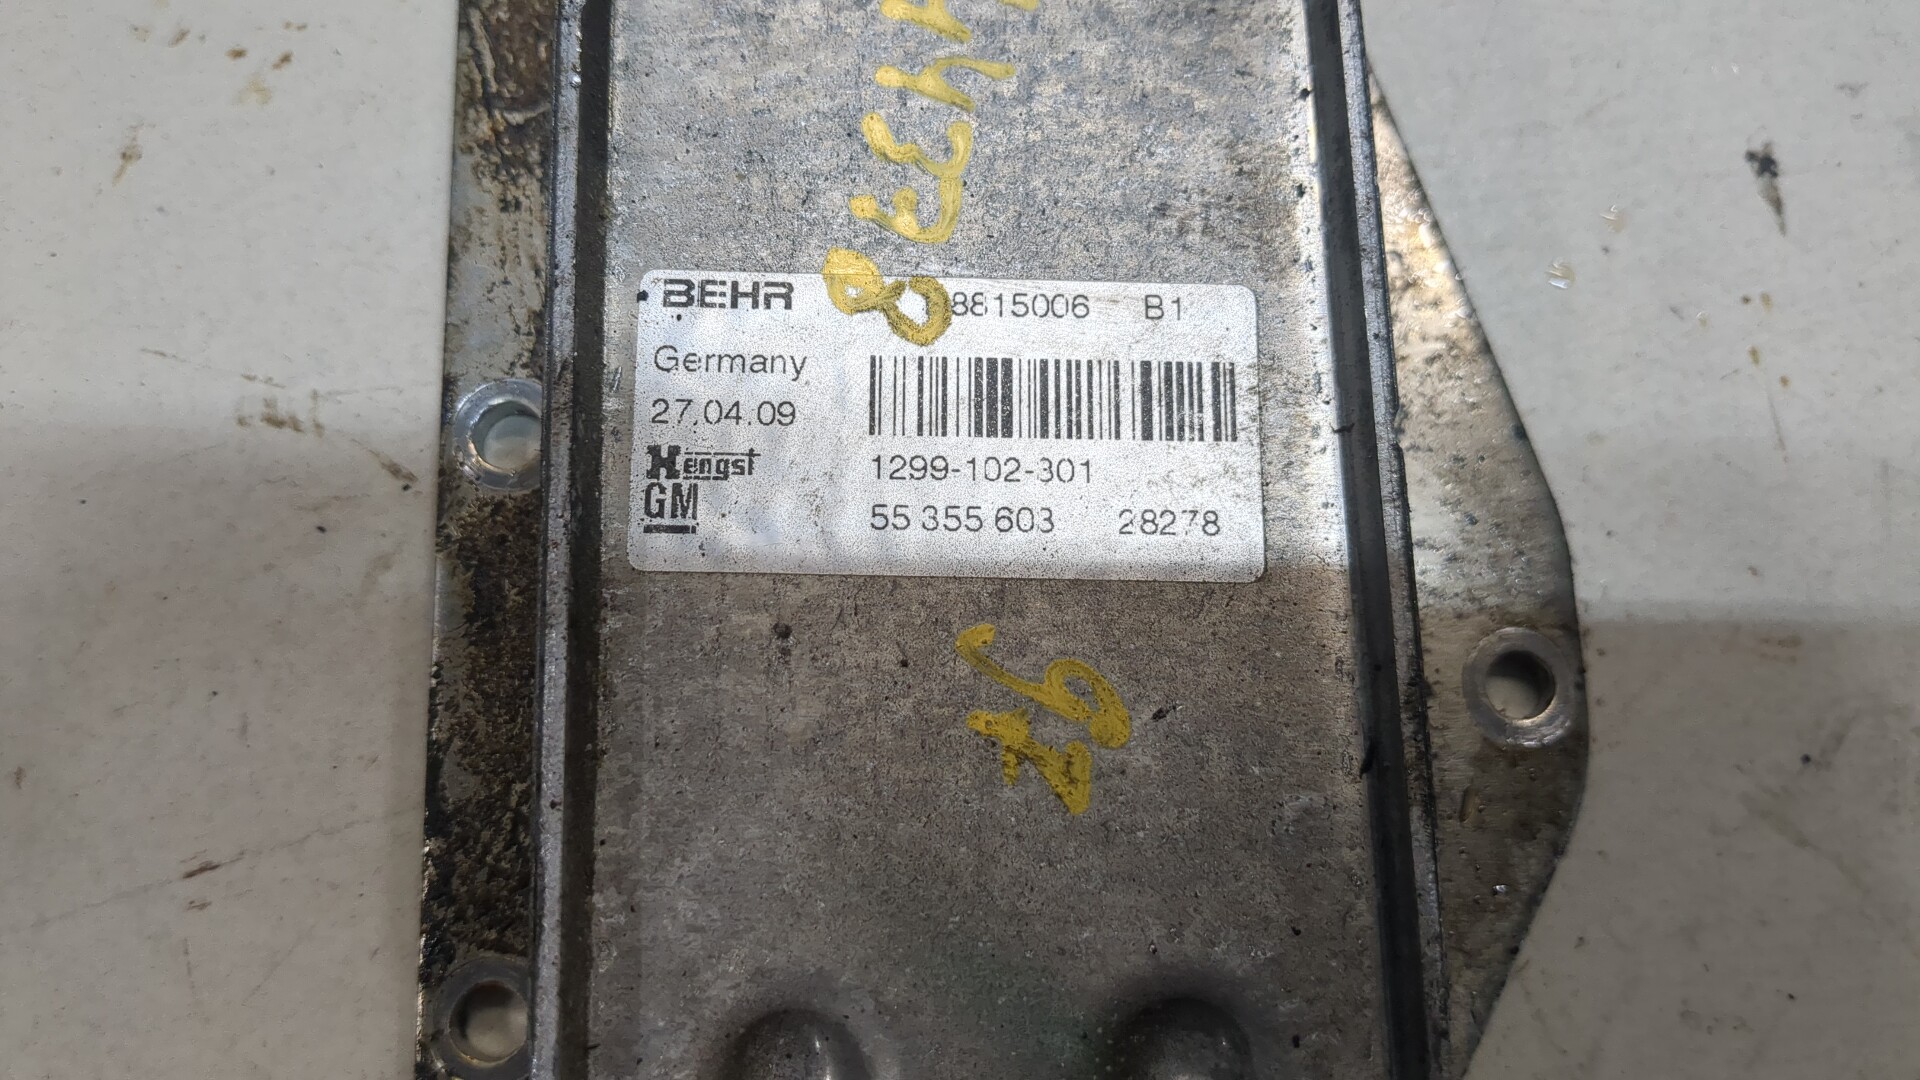 BEHR 8815006 B1
Germany
27.04.09
Hengst 1299-102-301
GM 55 355 603 28278